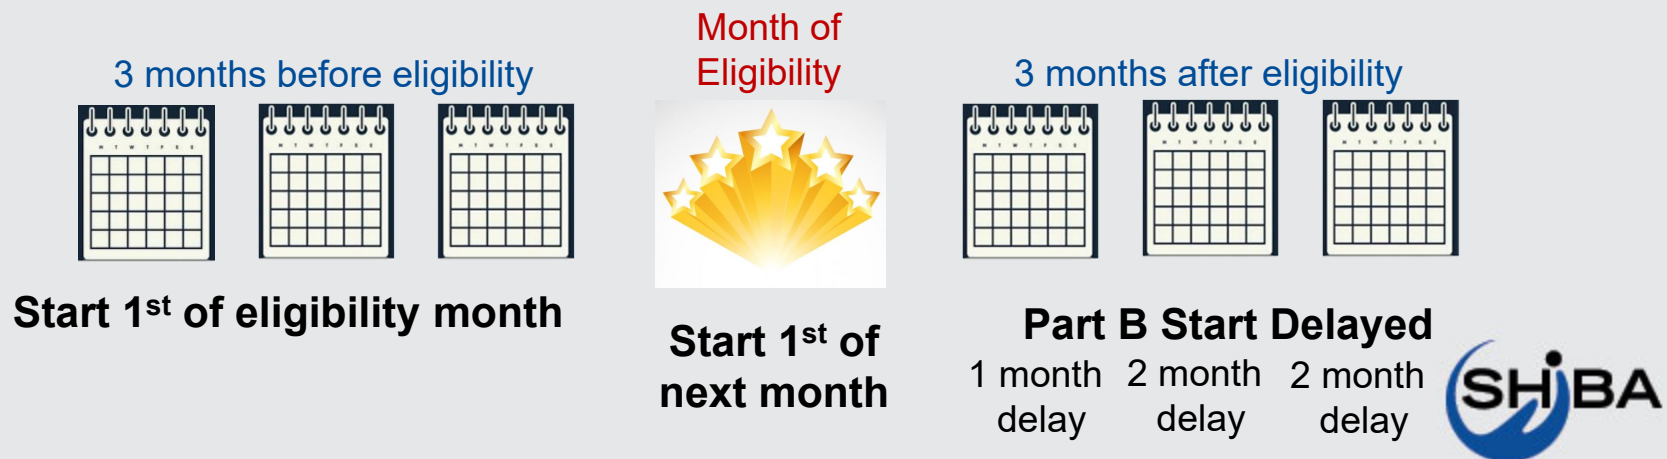 Month of
Eligibility
3 months before eligibility
3 months after eligibility
M T W T F S S
M T W T F S S
M T W T F S S
M T W T F S S
M T W T F S S
M T W T F S S
Start 1st of eligibility month
Start 1st of
next month
Part B Start Delayed
1 month
delay
2 month
delay
2 month
delay
SHIBA